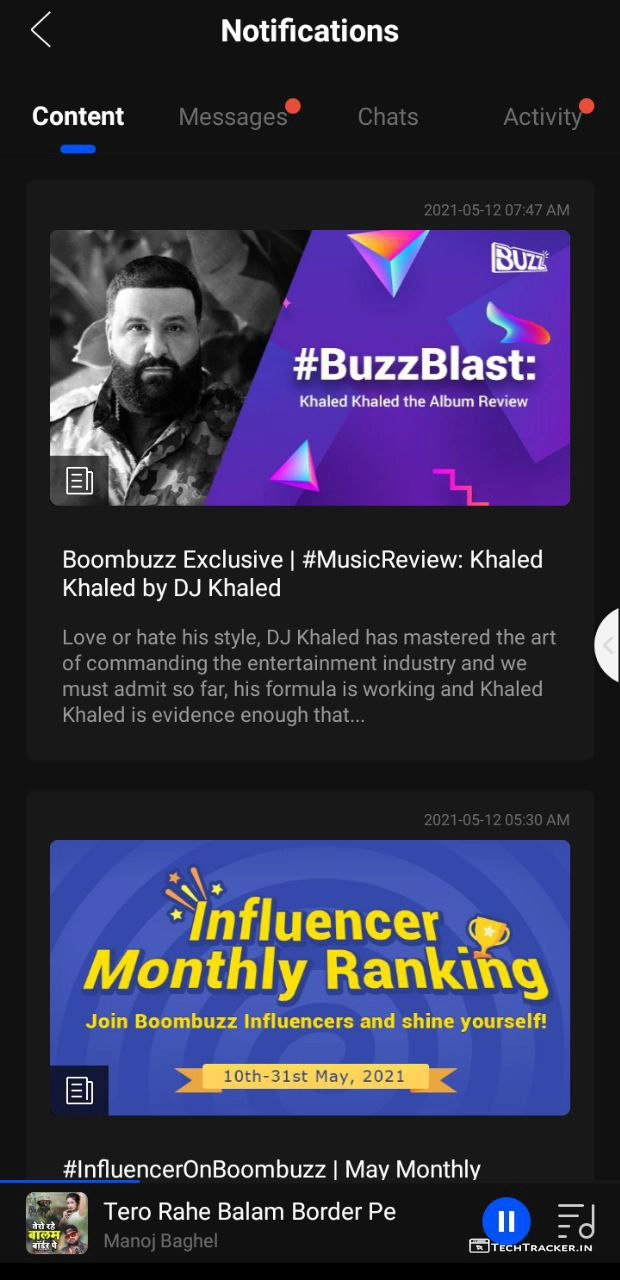 Notifications
Content Messages Chats Activity
2021-05-12 07:47 AM
BUZZ
#BuzzBlast:
Khaled Khaled the Album Review
Boombuzz Exclusive | #MusicReview: Khaled
Khaled by DJ Khaled
Love or hate his style, DJ Khaled has mastered the art
of commanding the entertainment industry and we
must admit so far, his formula is working and Khaled
Khaled is evidence enough that...
2021-05-12 05:30 AM
Influencer
Monthly Ranking
Join Boombuzz Influencers and shine yourself!
10th-31st May, 2021
#InfluencerOnBoombuzz | May Monthly
तेरो रहे
बालम
बॉर्डर पे
Tero Rahe Balam Border Pe
Manoj Baghel
TECHTRACKER.IN